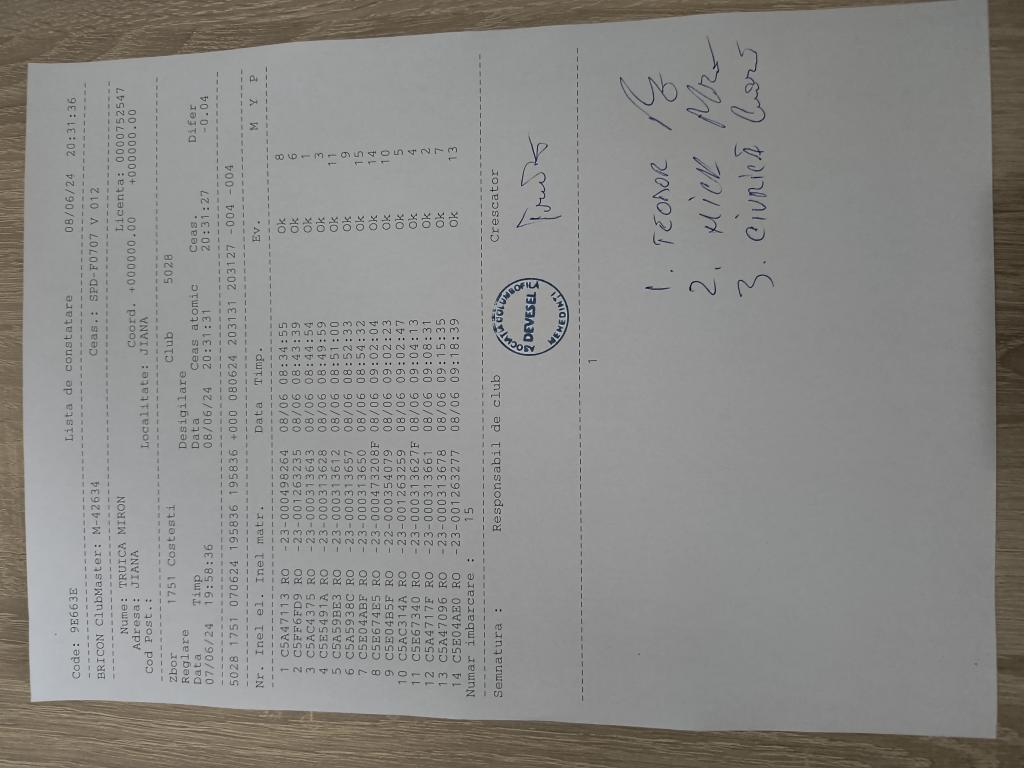 Code: 9E663E Lista de constatare 08/06/24 20:31:36
BRICON ClubMaster: M-42634 Ceas.: SPD-F0707 V 012
Nume: TRUICA MIRON Licenta: 0000752547
Adresa: JIANA Coord. +000000.00 +000000.00
Cod Post.: Localitate: JIANA
Zbor 1751 Costesti Club 5028
Reglare Desigilare
Data Timp Data Ceas atomic Ceas. Difer
07/06/24 19:58:36 08/06/24 20:31:31 20:31:27 -0.04
5028 1751 070624 195836 195836 +000 080624 203131 203127 -004 -004
Nr. Inel el. Inel matr. Data Timp. Ev. M Y P
1 C5A47113 RO -23-000498264 08/06 08:34:55 Ok 8
2 C5FF6FD9 RO -23-001263235 08/06 08:43:39 Ok 6
3 C5AC4375 RO -23-000313643 08/06 08:44:54 Ok 1
4 C5E5491A RO -23-000313628 08/06 08:49:59 Ok 3
5 C5A59BE3 RO -23-000313612 08/06 08:51:00 Ok 11
6 C5A5938C RO -23-000313657 08/06 08:52:33 Ok 9
7 C5E04ABF RO -23-000313650 08/06 08:54:32 Ok 15
8 C5E674E5 RO -23-000473208F 08/06 09:02:04 Ok 14
9 C5E04B5F RO -22-000354079 08/06 09:02:23 Ok 10
10 C5AC314A RO -23-001263259 08/06 09:02:47 Ok 5
11 C5E67340 RO -23-000313627F 08/06 09:04:13 Ok 4
12 C5A4717F RO -23-000313661 08/06 09:08:31 Ok 2
13 C5A47096 RO -23-000313678 08/06 09:15:35 Ok 7
14 C5E04AE0 RO -23-001263277 08/06 09:18:39 Ok 13
Numar imbarcare : 15
Semnatura : Responsabil de club Crescator
ASOCIATIA COLUMBOFILA
DEVESEL
MEHEDINTI
1
1. TEODOR
2. MICK
3. CIVNICĂ